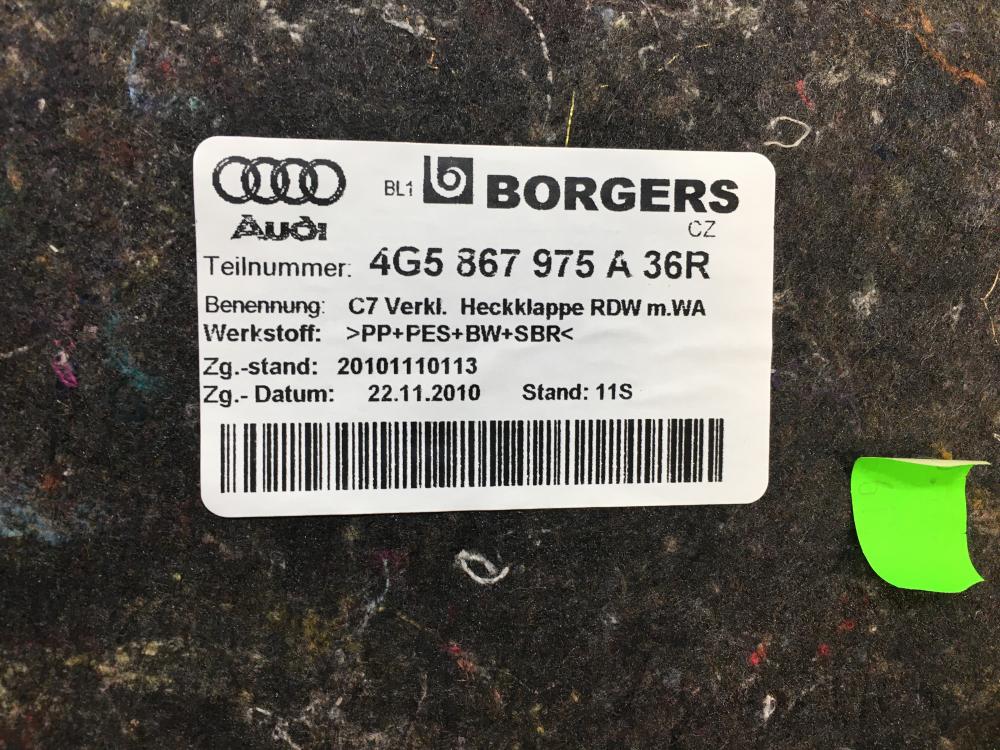 BL1 BORGERS
CZ
Audi
Teilnummer: 4G5 867 975 A 36R
Benennung: C7 Verkl. Heckklappe RDW m.WA
Werkstoff: >PP+PES+BW+SBR<
Zg.-stand: 20101110113
Zg.- Datum: 22.11.2010 Stand: 11S